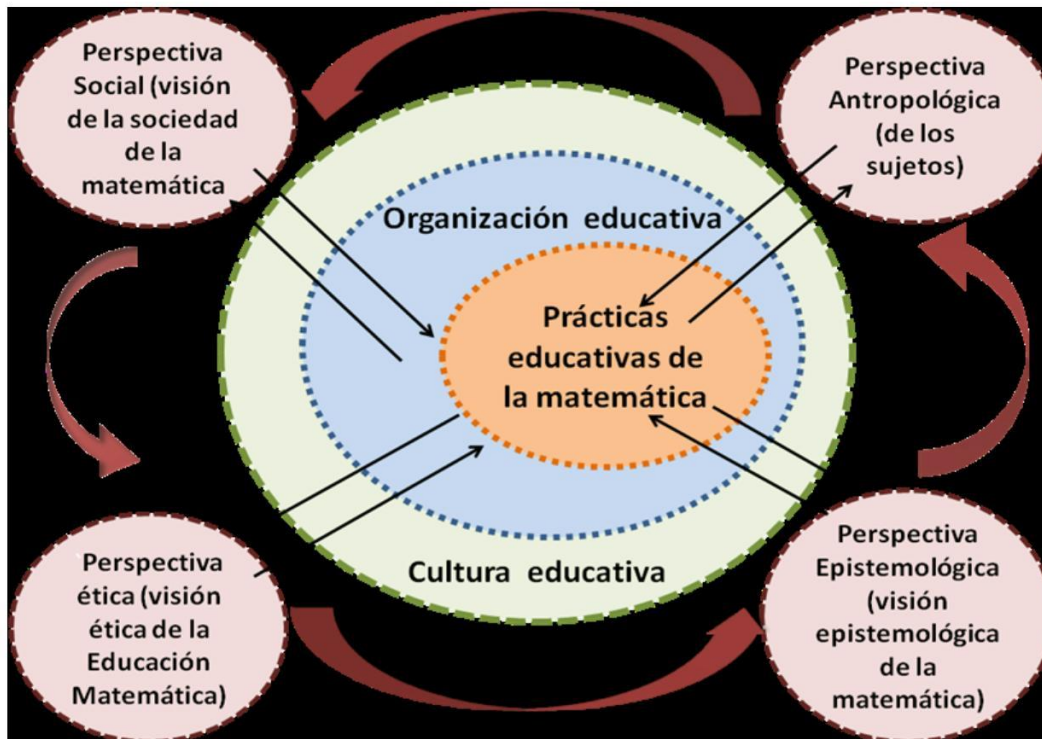 Perspectiva
Social (visión
de la sociedad
de la
matemática
Perspectiva
Antropológica
(de los
sujetos)
Organización educativa
Prácticas
educativas de
la matemática
Cultura educativa
Perspectiva
ética (visión
ética de la
Educación
Matemática)
Perspectiva
Epistemológica
(visión
epistemológica
de la
matemática)